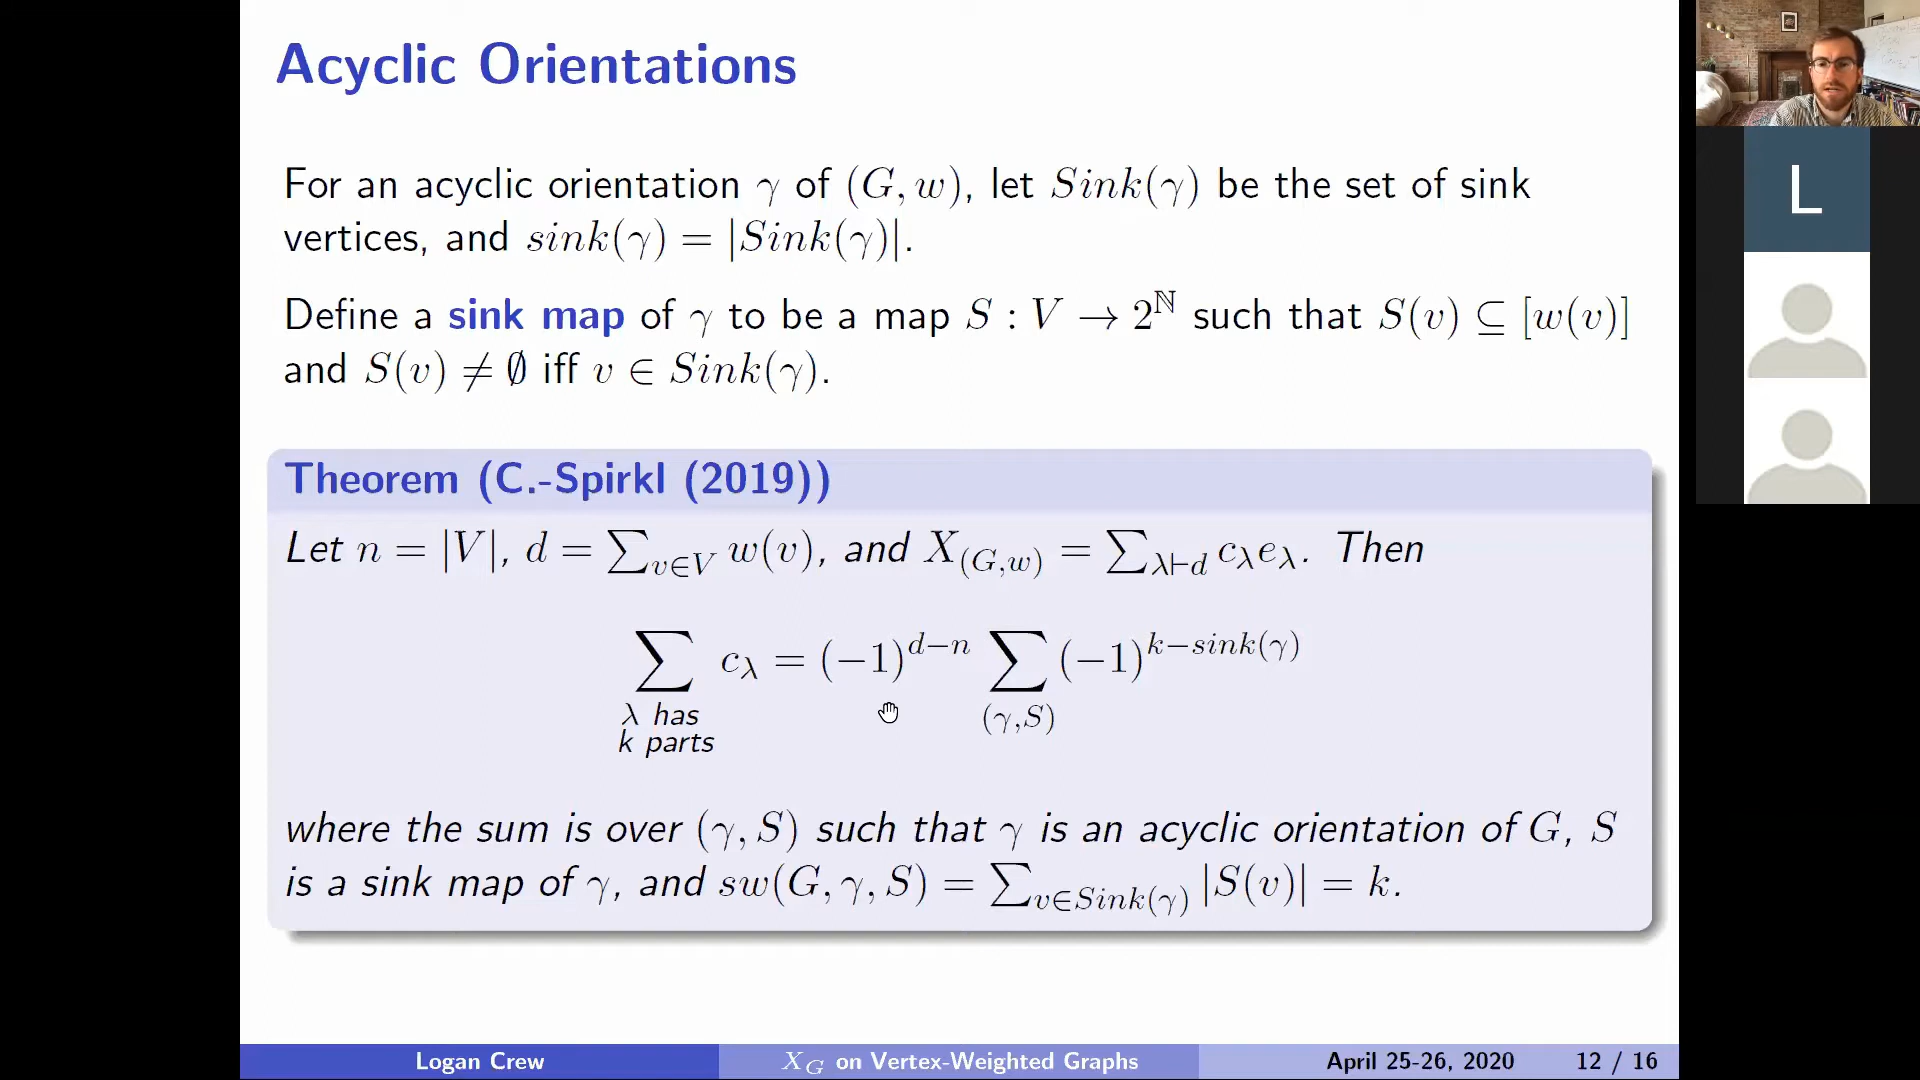 Acyclic Orientations
For an acyclic orientation γ of (G, w), let Sink(γ) be the set of sink
vertices, and sink(γ) = |Sink(γ)|.
Define a sink map of γ to be a map S : V → 2^ℕ such that S(v) ⊆ [w(v)]
and S(v) ≠ ∅ iff v ∈ Sink(γ).
Theorem (C.-Spirkl (2019))
Let n = |V|, d = ∑_{v∈V} w(v), and X_{(G,w)} = ∑_{λ⊢d} c_λ e_λ. Then
∑_{λ has k parts} c_λ = (−1)^{d−n} ∑_{(γ,S)} (−1)^{k−sink(γ)}
where the sum is over (γ, S) such that γ is an acyclic orientation of G, S
is a sink map of γ, and sw(G, γ, S) = ∑_{v∈Sink(γ)} |S(v)| = k.
Logan Crew
X_G on Vertex-Weighted Graphs
April 25-26, 2020
12 / 16
L